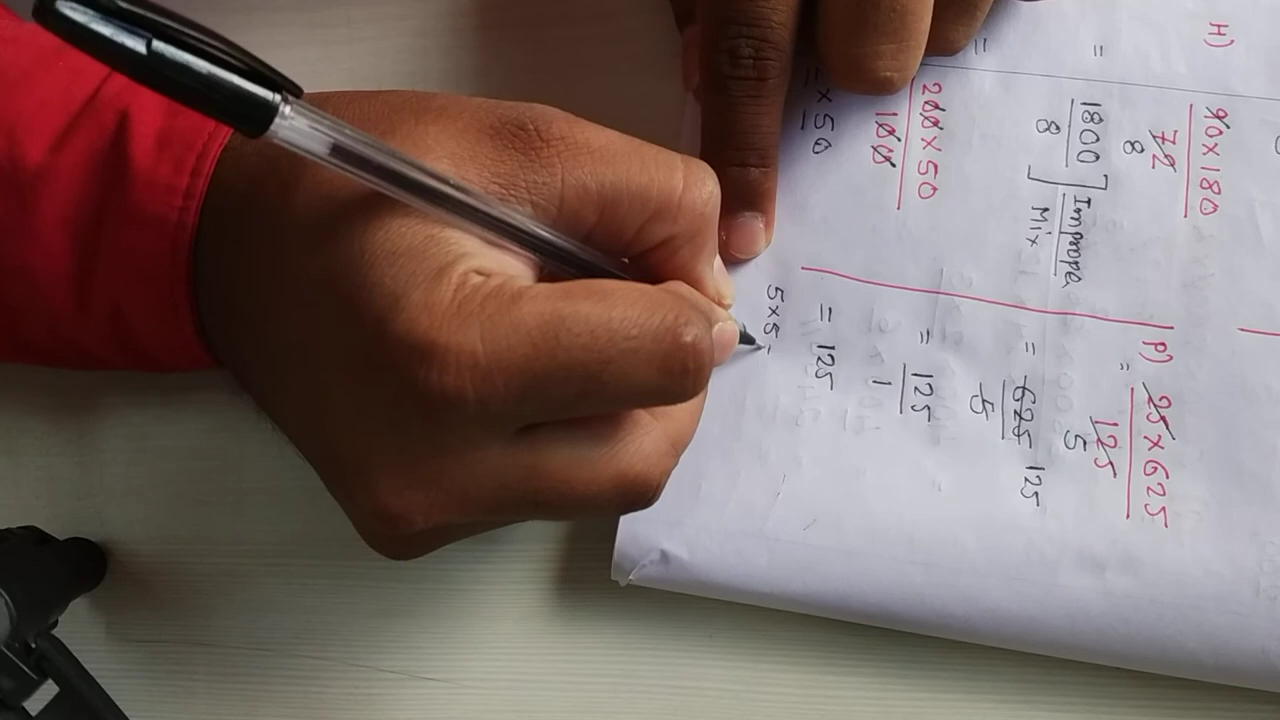 H) 90 x 180
72
8
= 1800 ] Imprope
8 Mix
=
200 x 50
100
x 50
P) 25 x 625
= 125
5
= 625 125
5
= 125
1
= 125
5 x 5 -